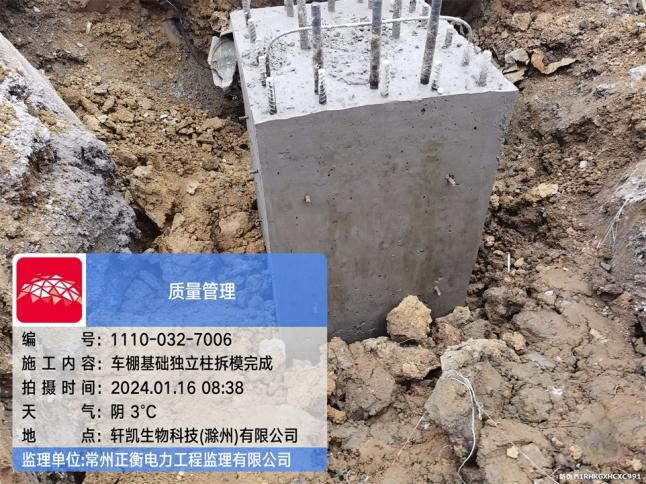 质量管理
编 号: 1110-032-7006
施工内容: 车棚基础独立柱拆模完成
拍摄时间: 2024.01.16 08:38
天 气: 阴 3℃
地 点: 轩凯生物科技(滁州)有限公司
监理单位:常州正衡电力工程监理有限公司